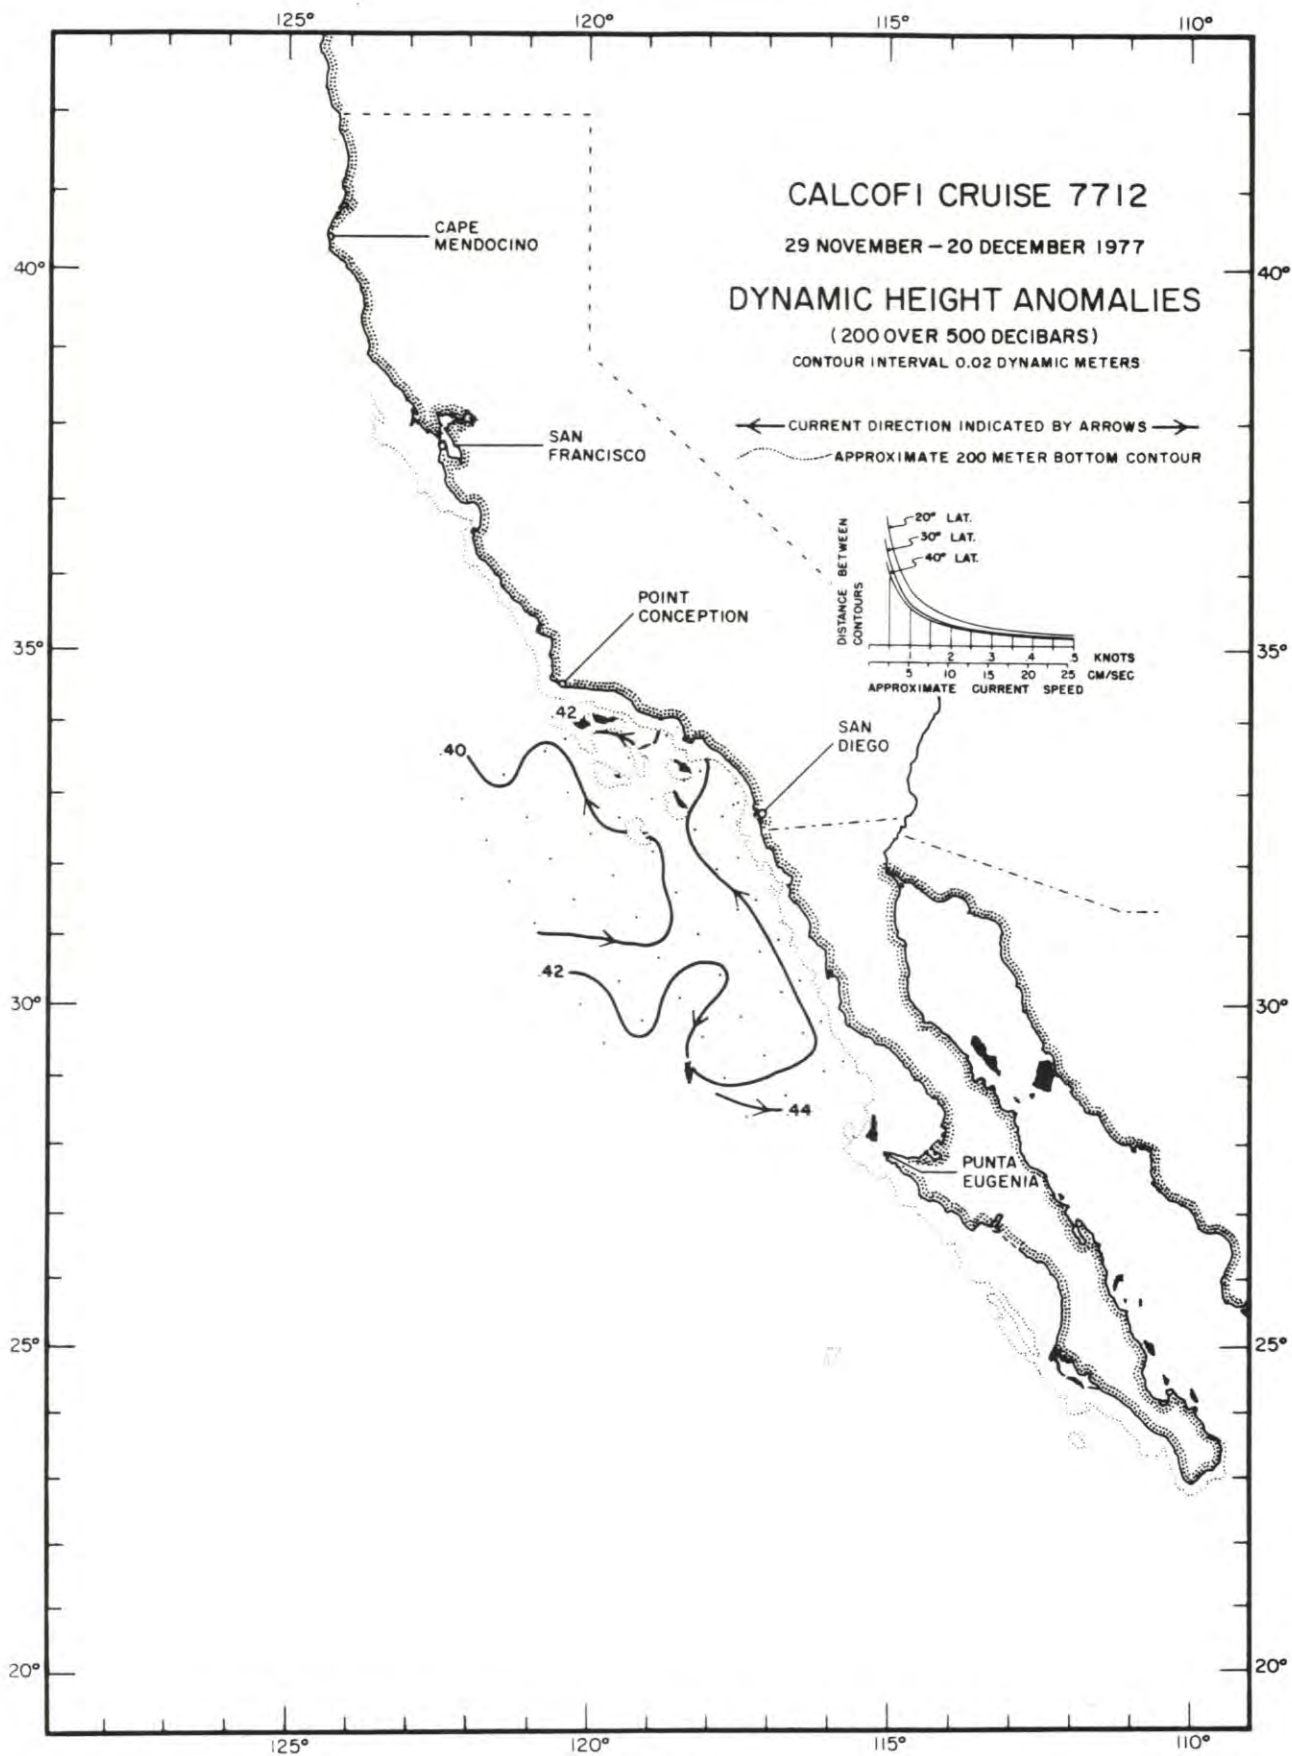 125° 120° 115° 110°
CALCOFI CRUISE 7712
29 NOVEMBER – 20 DECEMBER 1977
CAPE
MENDOCINO
40° 40°
DYNAMIC HEIGHT ANOMALIES
(200 OVER 500 DECIBARS)
CONTOUR INTERVAL 0.02 DYNAMIC METERS
CURRENT DIRECTION INDICATED BY ARROWS
SAN
FRANCISCO
APPROXIMATE 200 METER BOTTOM CONTOUR
DISTANCE BETWEEN
CONTOURS
20° LAT.
30° LAT.
40° LAT.
POINT
CONCEPTION
35° 35°
.1 .2 .3 .4 .5 KNOTS
5 10 15 20 25 CM/SEC
APPROXIMATE CURRENT SPEED
.42
SAN
DIEGO
.40
.42
30° 30°
.44
PUNTA
EUGENIA
25° 25°
20° 20°
125° 120° 115° 110°